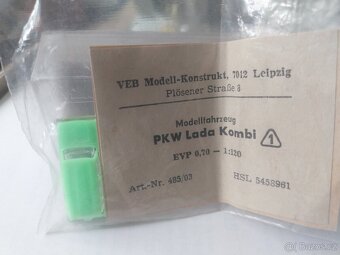 VEB Modell-Konstrukt, 7012 Leipzig
Plösener Straße 8
Modellfahrzeug
PKW Lada Kombi 1
EVP 0,70 — 1:120
Art.-Nr. 485/03 HSL 5458961